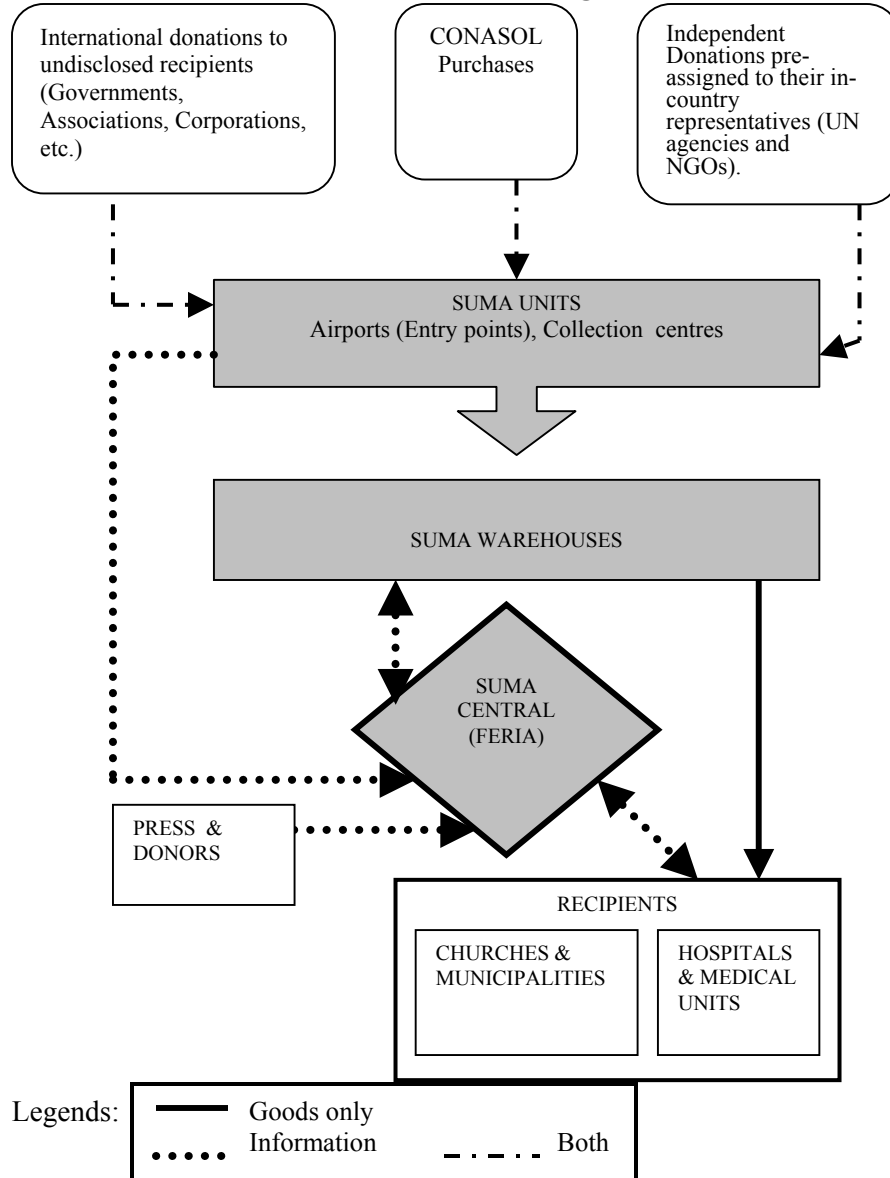 International donations to
undisclosed recipients
(Governments,
Associations, Corporations,
etc.)
CONASOL
Purchases
Independent
Donations pre-
assigned to their in-
country
representatives (UN
agencies and
NGOs).
SUMA UNITS
Airports (Entry points), Collection centres
SUMA WAREHOUSES
SUMA
CENTRAL
(FERIA)
PRESS & 
DONORS
RECIPIENTS
CHURCHES &
MUNICIPALITIES
HOSPITALS
& MEDICAL
UNITS
Legends:
Goods only
Information
Both